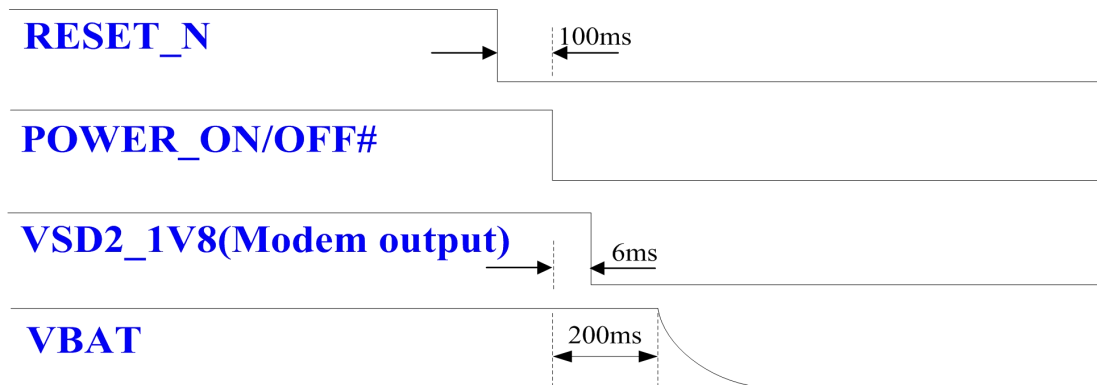 RESET_N
100ms
POWER_ON/OFF#
VSD2_1V8(Modem output)
6ms
VBAT
200ms